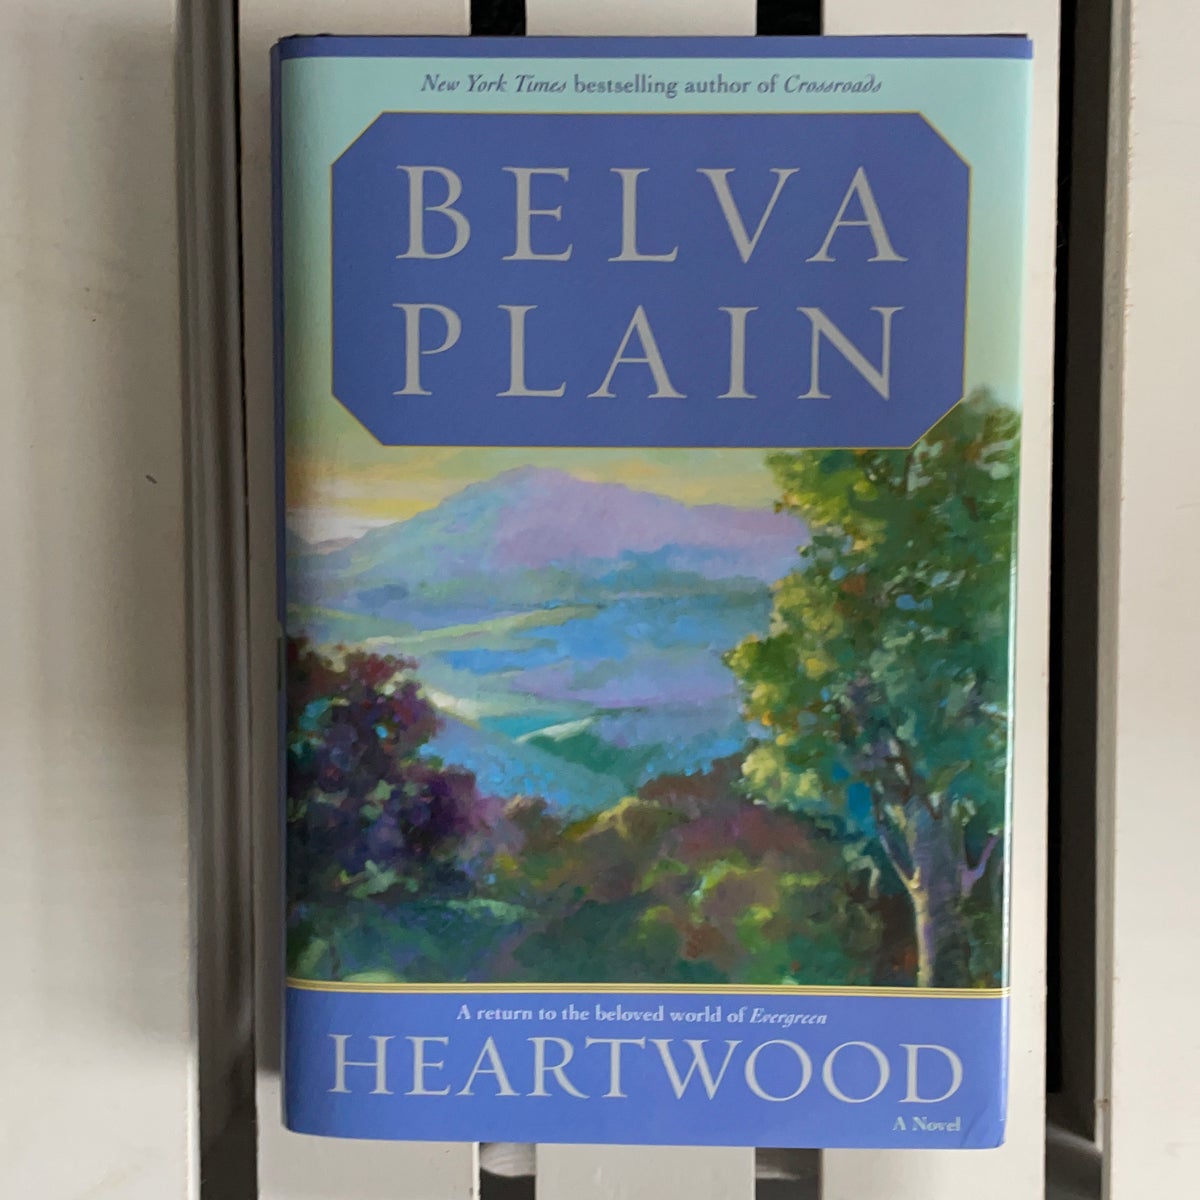 New York Times bestselling author of Crossroads
BELVA
PLAIN
A return to the beloved world of Evergreen
HEARTWOOD
A Novel